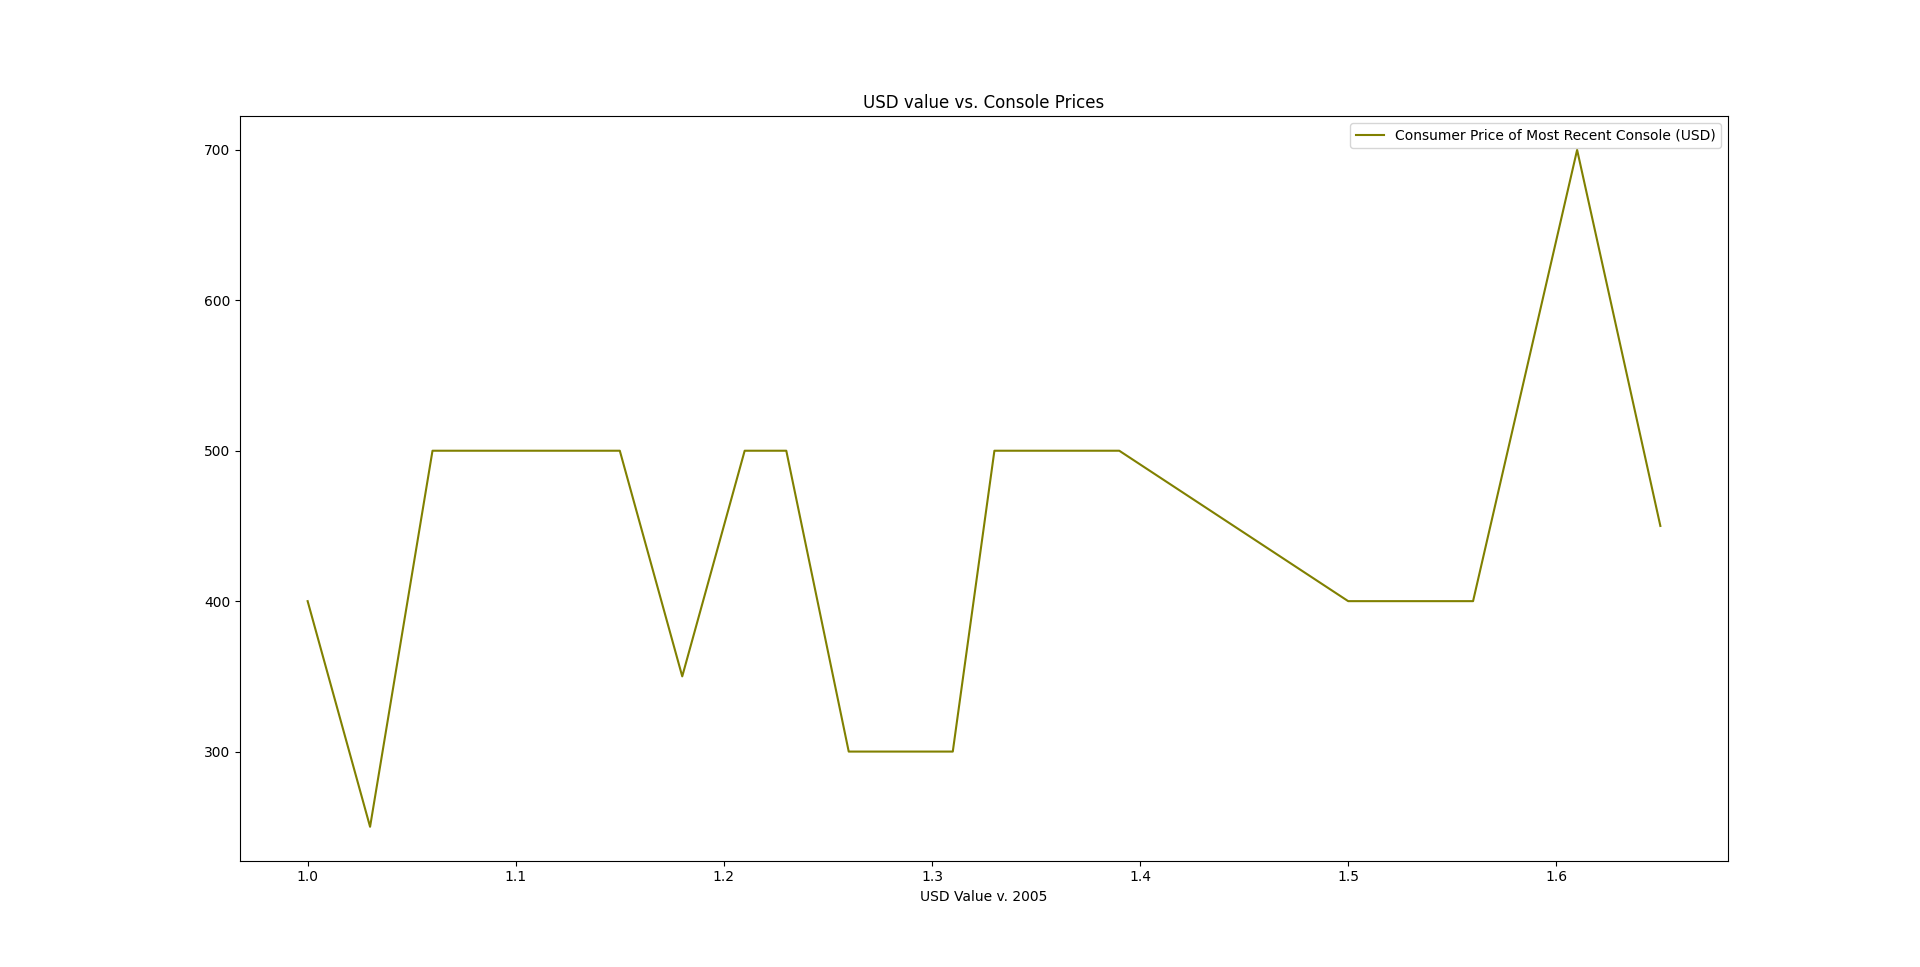 USD value vs. Console Prices
Consumer Price of Most Recent Console (USD)
700
600
500
400
300
1.0 1.1 1.2 1.3 1.4 1.5 1.6
USD Value v. 2005